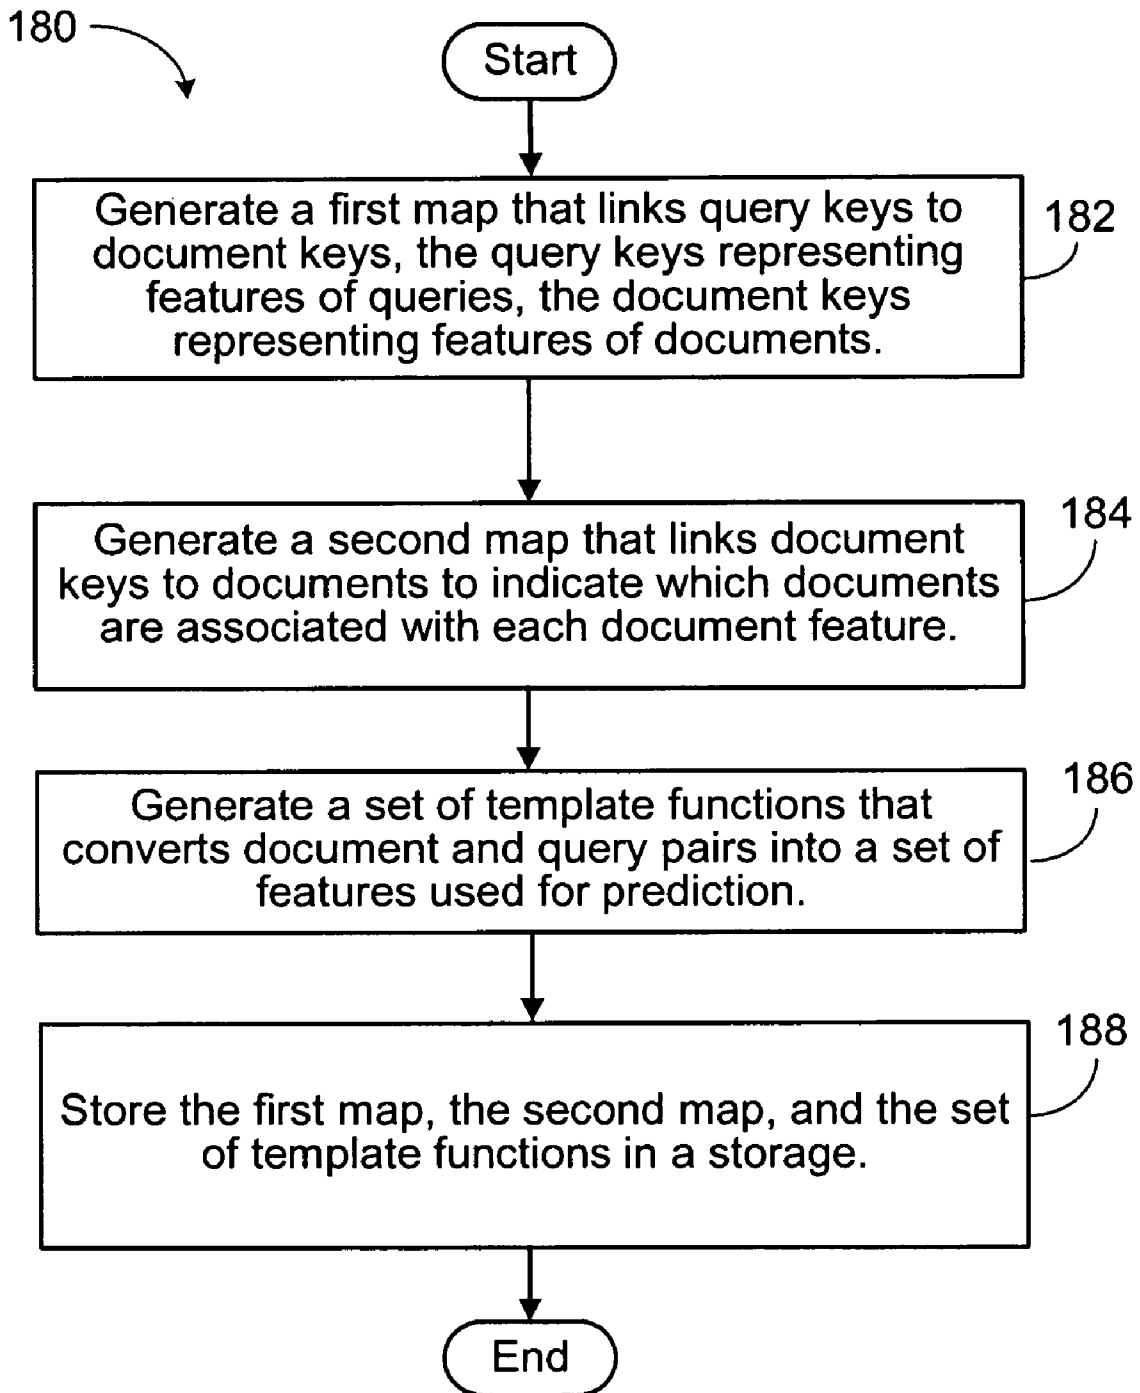 180
Start
Generate a first map that links query keys to
document keys, the query keys representing
features of queries, the document keys
representing features of documents.
182
Generate a second map that links document
keys to documents to indicate which documents
are associated with each document feature.
184
Generate a set of template functions that
converts document and query pairs into a set of
features used for prediction.
186
Store the first map, the second map, and the set
of template functions in a storage.
188
End